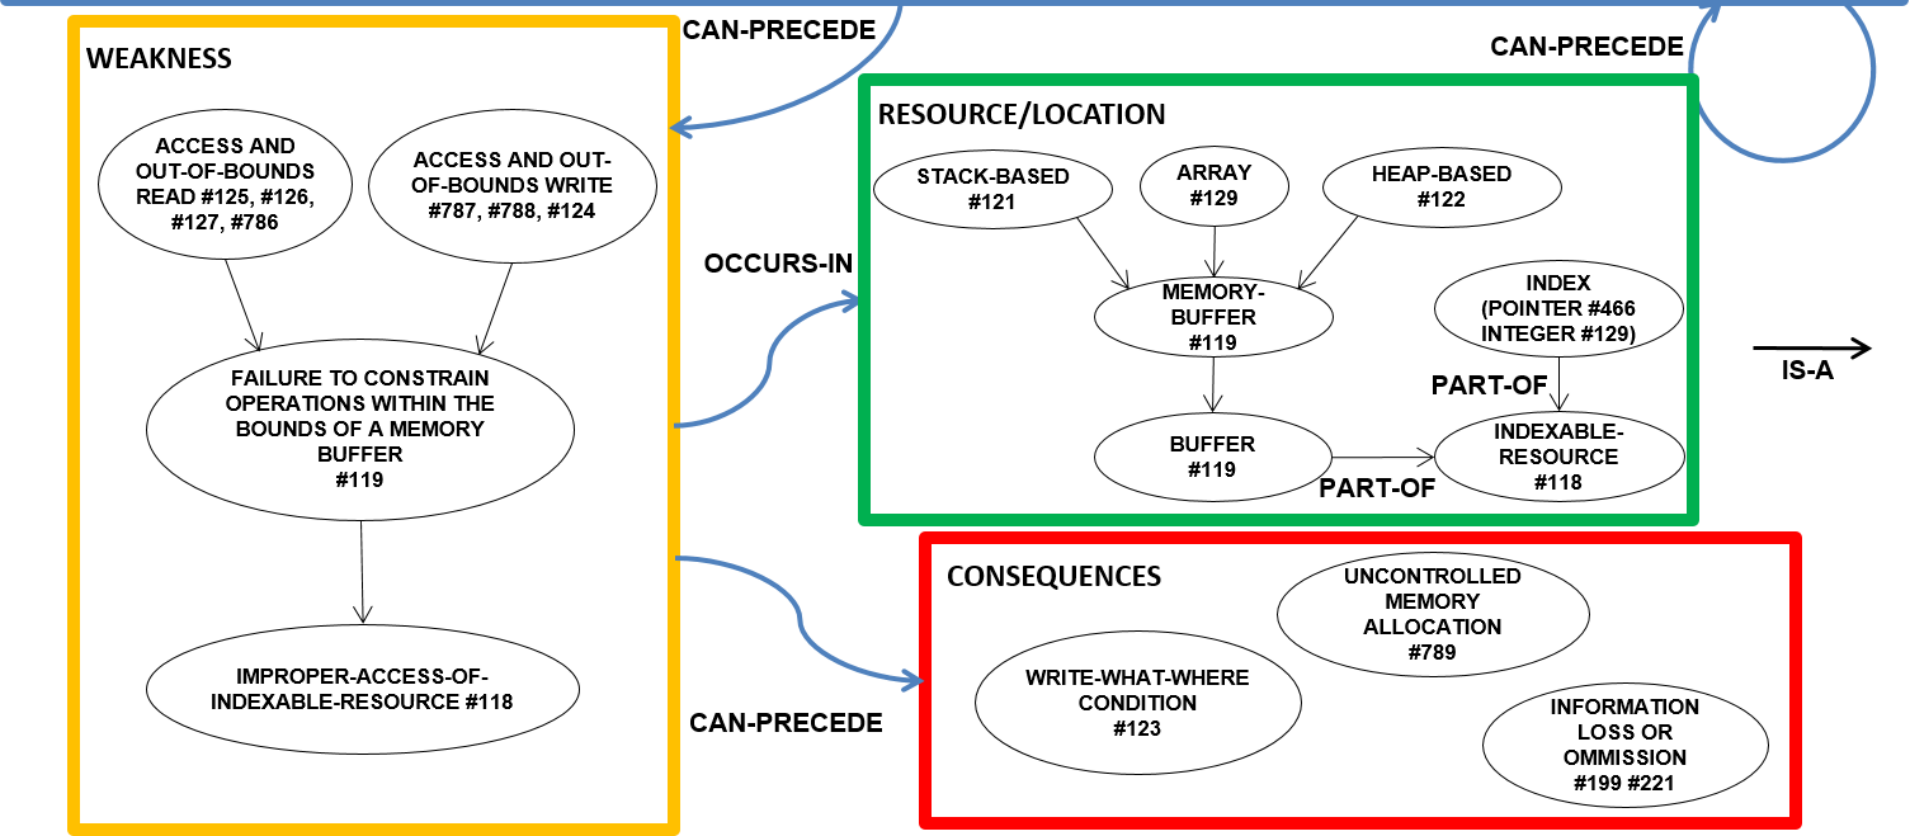 CAN-PRECEDE
WEAKNESS
ACCESS AND
OUT-OF-BOUNDS
READ #125, #126,
#127, #786
ACCESS AND OUT-
OF-BOUNDS WRITE
#787, #788, #124
FAILURE TO CONSTRAIN
OPERATIONS WITHIN THE
BOUNDS OF A MEMORY
BUFFER
#119
IMPROPER-ACCESS-OF-
INDEXABLE-RESOURCE #118
OCCURS-IN
CAN-PRECEDE
CAN-PRECEDE
RESOURCE/LOCATION
STACK-BASED
#121
ARRAY
#129
HEAP-BASED
#122
MEMORY-
BUFFER
#119
INDEX
(POINTER #466
INTEGER #129)
PART-OF
BUFFER
#119
PART-OF
INDEXABLE-
RESOURCE
#118
IS-A
CONSEQUENCES
UNCONTROLLED
MEMORY
ALLOCATION
#789
WRITE-WHAT-WHERE
CONDITION
#123
INFORMATION
LOSS OR
OMMISSION
#199 #221